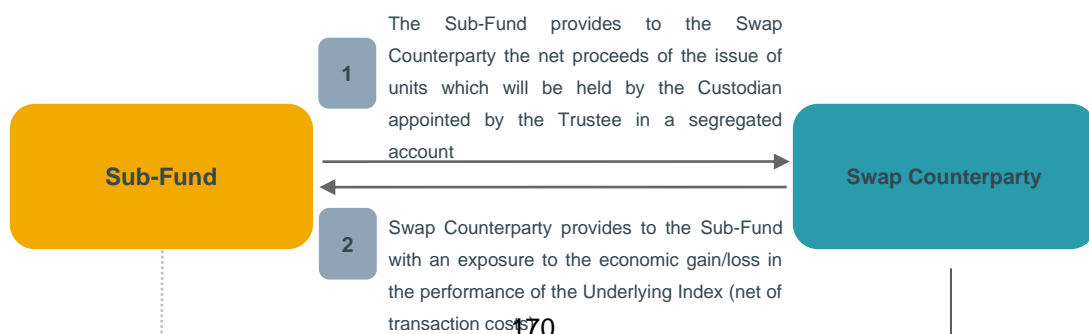 The Sub-Fund provides to the Swap
Counterparty the net proceeds of the issue of
1
units which will be held by the Custodian
appointed by the Trustee in a segregated
account
Sub-Fund
Swap Counterparty
2
Swap Counterparty provides to the Sub-Fund
with an exposure to the economic gain/loss in
the performance of the Underlying Index (net of
transaction costs)
170